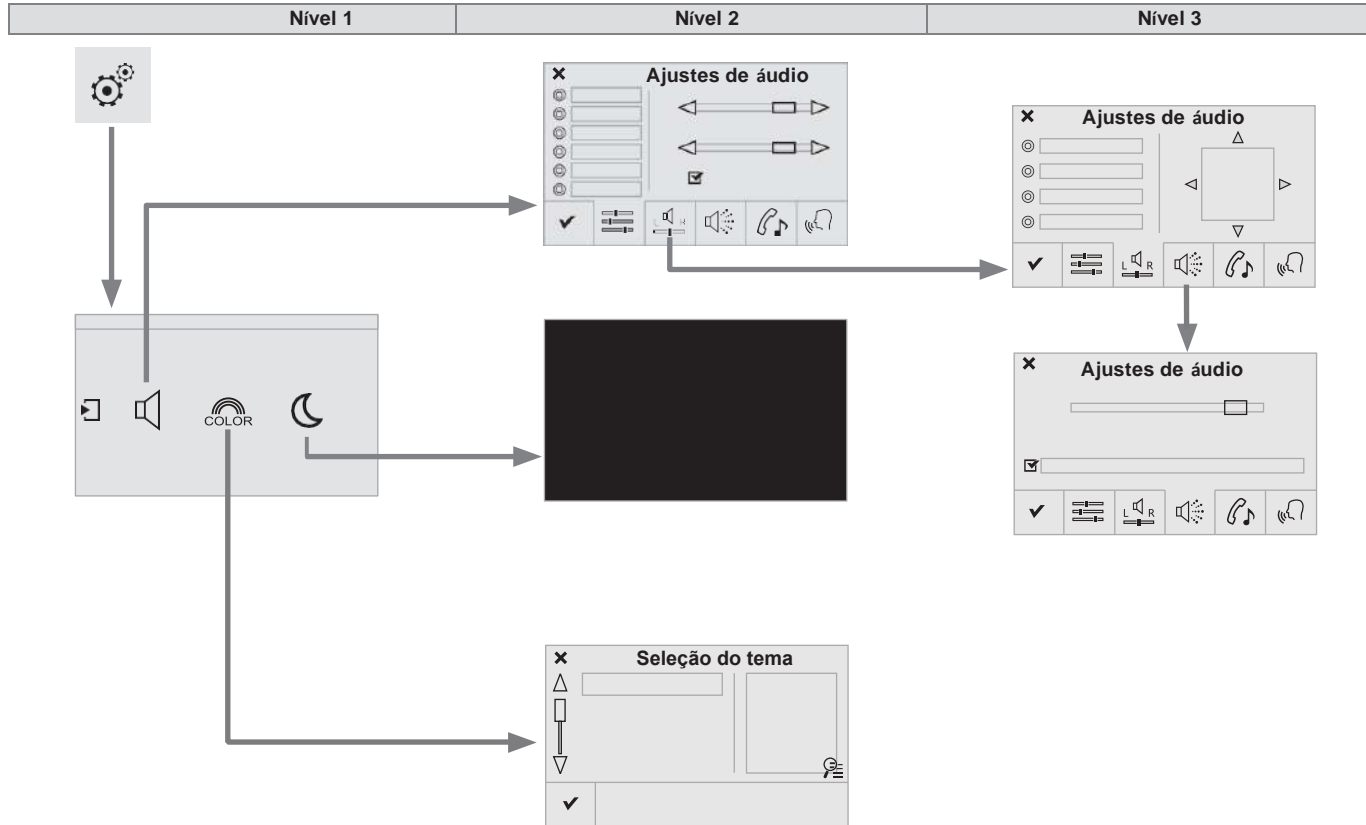 Nível 1 Nível 2 Nível 3
Ajustes de áudio
L R
Ajustes de áudio
L R
COLOR
Ajustes de áudio
L R
Seleção do tema